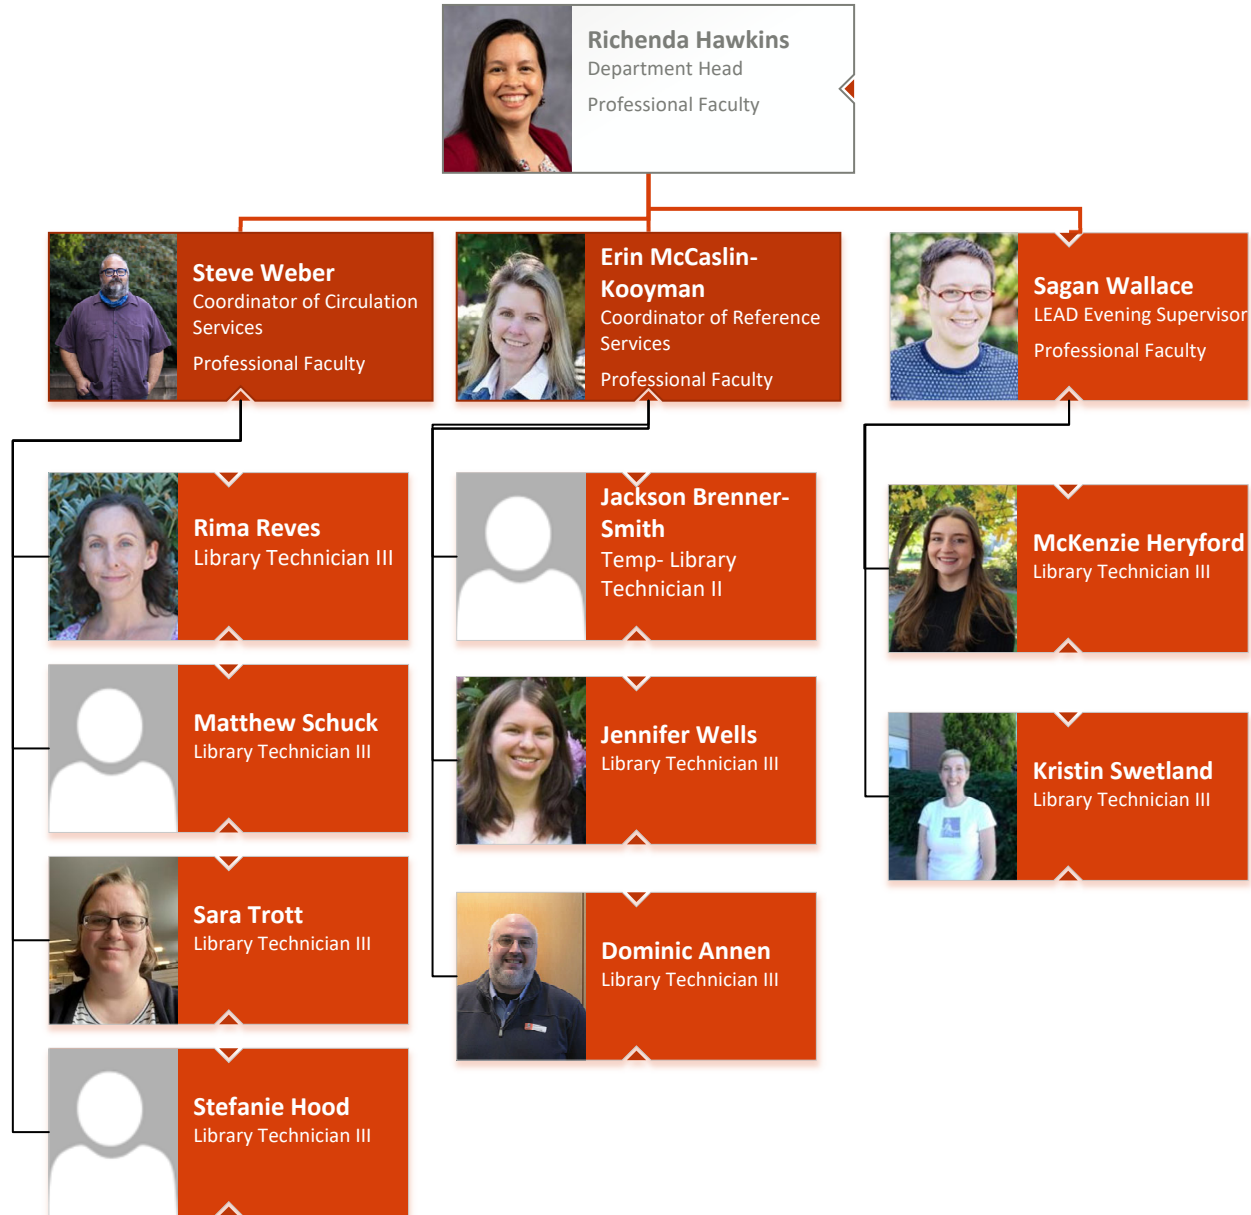 Richenda Hawkins
Department Head
Professional Faculty
Steve Weber
Coordinator of Circulation
Services
Professional Faculty
Erin McCaslin-
Kooyman
Coordinator of Reference
Services
Professional Faculty
Sagan Wallace
LEAD Evening Supervisor
Professional Faculty
Rima Reves
Library Technician III
Matthew Schuck
Library Technician III
Sara Trott
Library Technician III
Stefanie Hood
Library Technician III
Jackson Brenner-
Smith
Temp- Library
Technician II
Jennifer Wells
Library Technician III
Dominic Annen
Library Technician III
McKenzie Heryford
Library Technician III
Kristin Swetland
Library Technician III